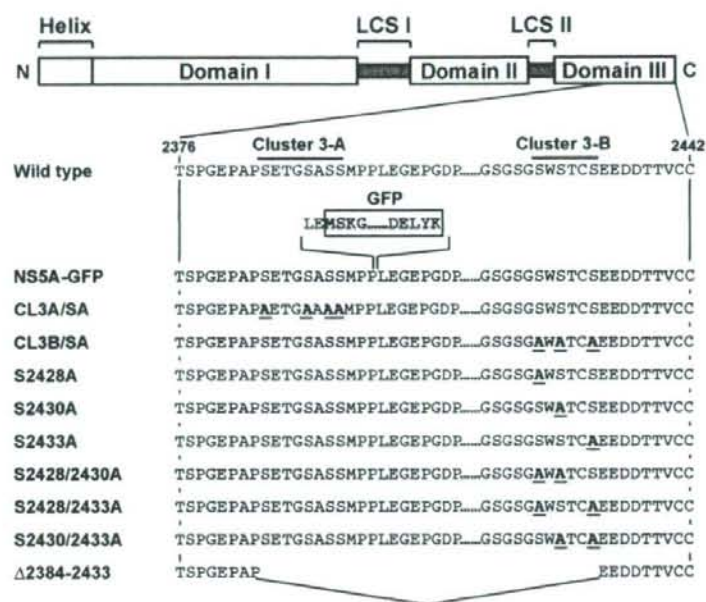 Helix LCS I LCS II
N Domain I Domain II Domain III C
2376 Cluster 3-A Cluster 3-B 2442
Wild type TSPGEPAPSETGSASSMPPLEGEPGDP......GSGSGSWSTCSEEDDTTVCC
GFP
LEMSKG......DELYK
NS5A-GFP TSPGEPAPSETGSASSMPPLEGEPGDP......GSGSGSWSTCSEEDDTTVCC
CL3A/SA TSPGEPAPAETGAAAAMPPLEGEPGDP......GSGSGSWSTCSEEDDTTVCC
CL3B/SA TSPGEPAPSETGSASSMPPLEGEPGDP......GSGSGAWATCAEEDDTTVCC
S2428A TSPGEPAPSETGSASSMPPLEGEPGDP......GSGSGAWSTCSEEDDTTVCC
S2430A TSPGEPAPSETGSASSMPPLEGEPGDP......GSGSGSWATCSEEDDTTVCC
S2433A TSPGEPAPSETGSASSMPPLEGEPGDP......GSGSGSWSTCAEEDDTTVCC
S2428/2430A TSPGEPAPSETGSASSMPPLEGEPGDP......GSGSGAWATCSEEDDTTVCC
S2428/2433A TSPGEPAPSETGSASSMPPLEGEPGDP......GSGSGAWSTCAEEDDTTVCC
S2430/2433A TSPGEPAPSETGSASSMPPLEGEPGDP......GSGSGSWATCAEEDDTTVCC
Δ2384-2433 TSPGEPAP EEDDTTVCC